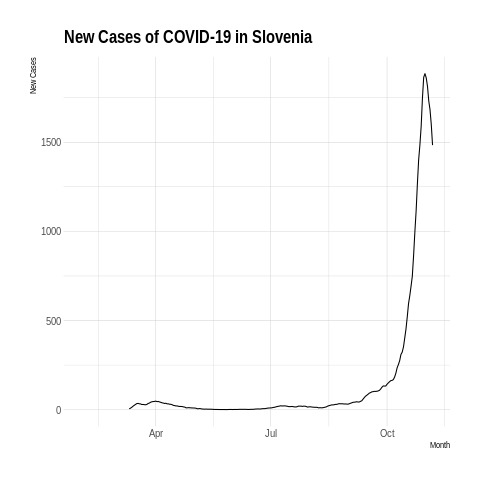 New Cases of COVID-19 in Slovenia
New Cases
1500
1000
500
0
Apr
Jul
Oct
Month